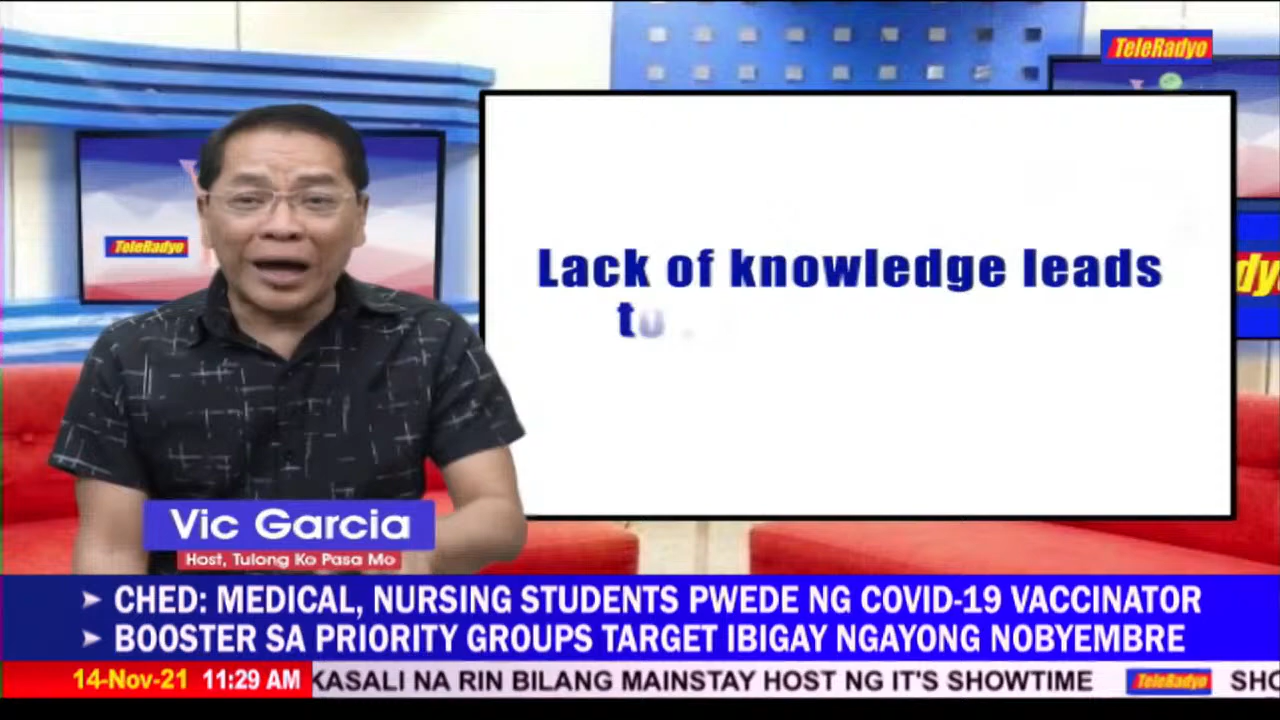 TeleRadyo
TeleRadyo
Lack of knowledge leads
to
Vic Garcia
Host, Tulong Ko Pasa Mo
➤ CHED: MEDICAL, NURSING STUDENTS PWEDE NG COVID-19 VACCINATOR
➤ BOOSTER SA PRIORITY GROUPS TARGET IBIGAY NGAYONG NOBYEMBRE
14-Nov-21 11:29 AM KASALI NA RIN BILANG MAINSTAY HOST NG IT'S SHOWTIME TeleRadyo